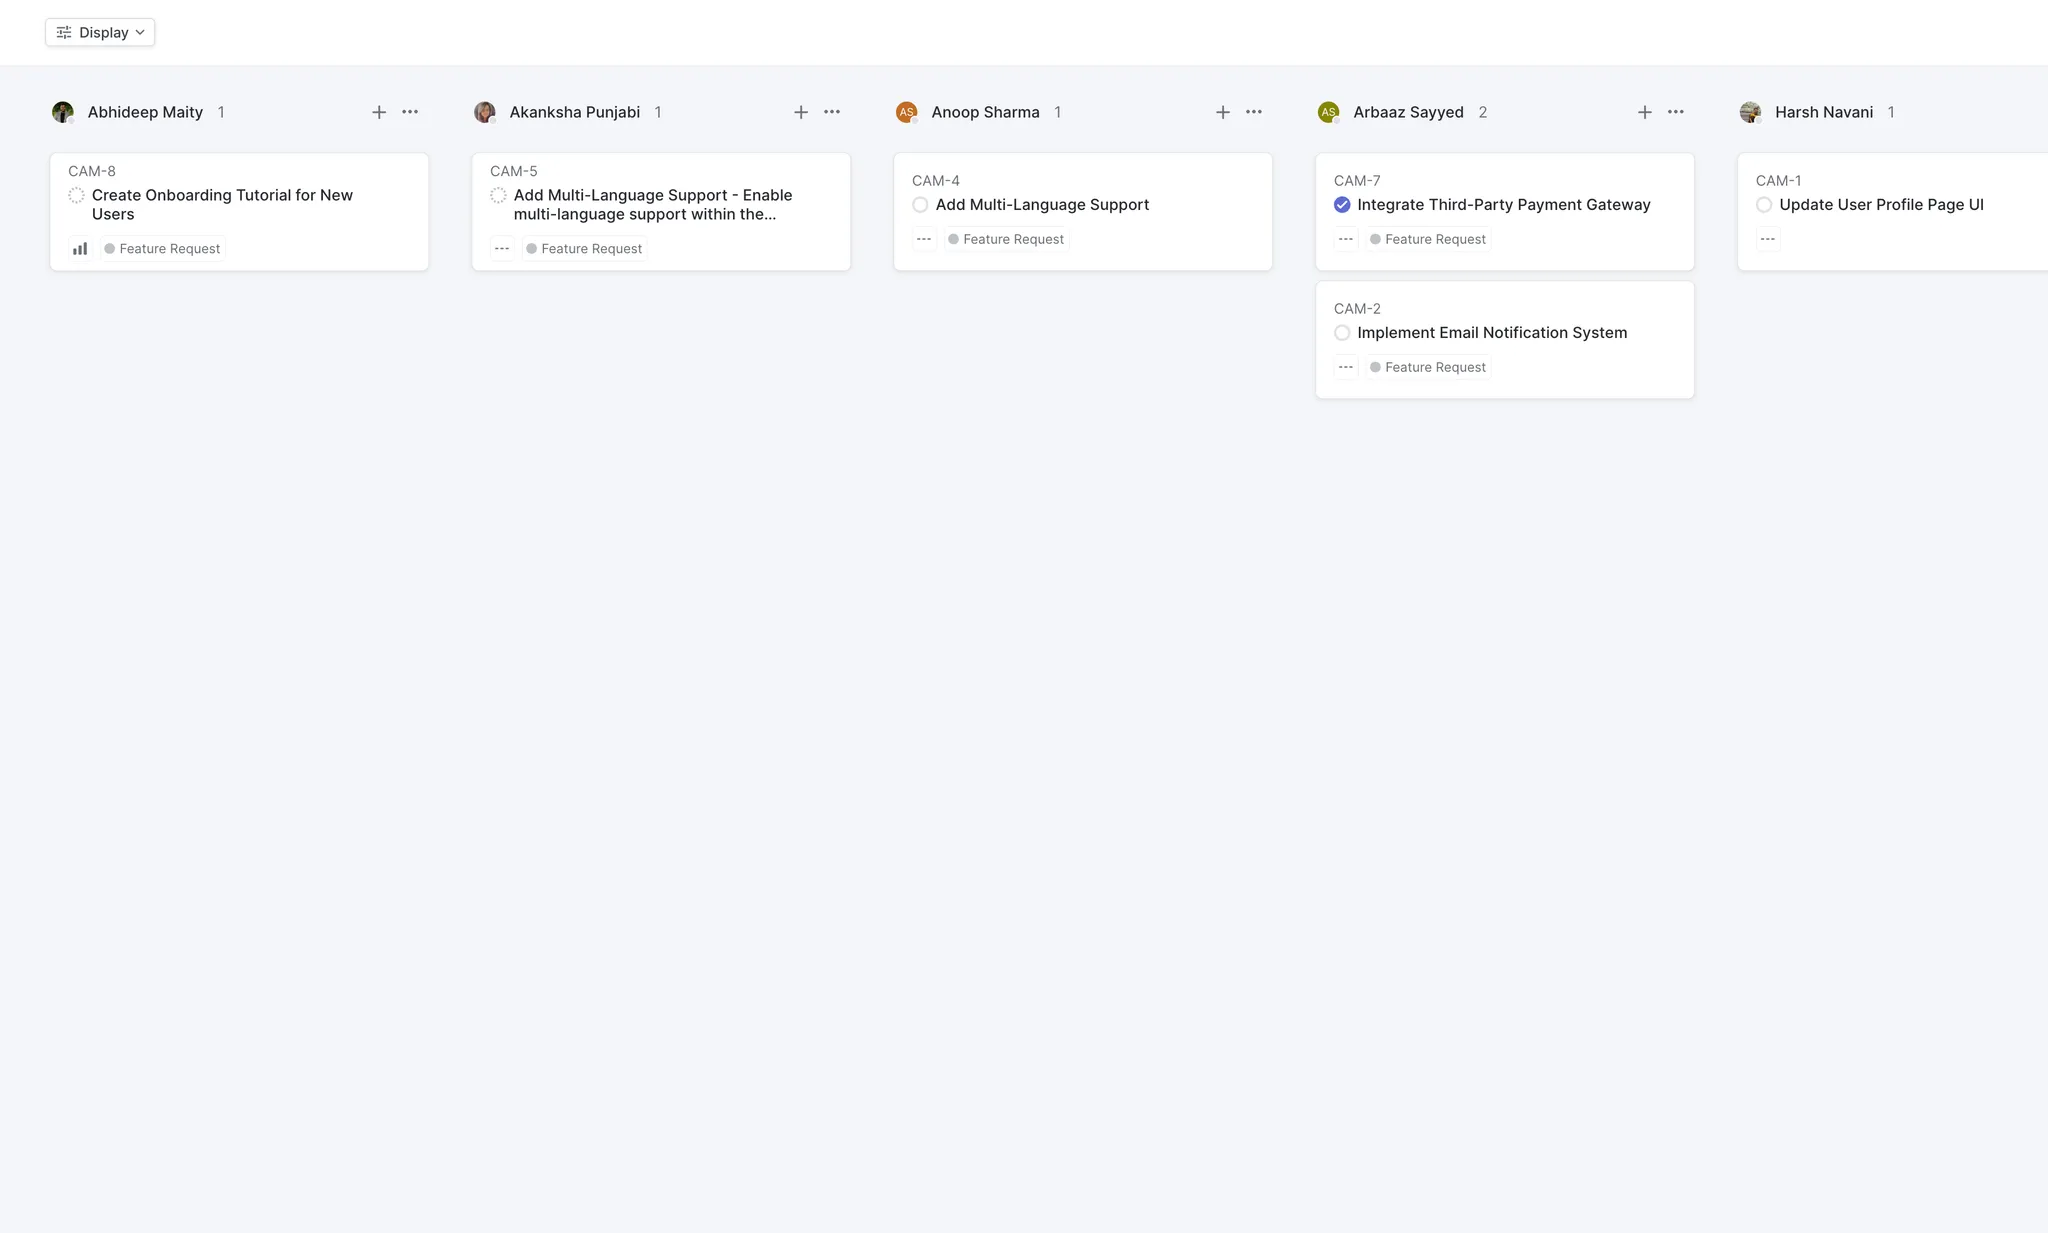 Display
Abhideep Maity 1
CAM-8
Create Onboarding Tutorial for New
Users
Feature Request
Akanksha Punjabi 1
CAM-5
Add Multi-Language Support - Enable
multi-language support within the...
Feature Request
AS Anoop Sharma 1
CAM-4
Add Multi-Language Support
Feature Request
AS Arbaaz Sayyed 2
CAM-7
Integrate Third-Party Payment Gateway
Feature Request
CAM-2
Implement Email Notification System
Feature Request
Harsh Navani 1
CAM-1
Update User Profile Page UI